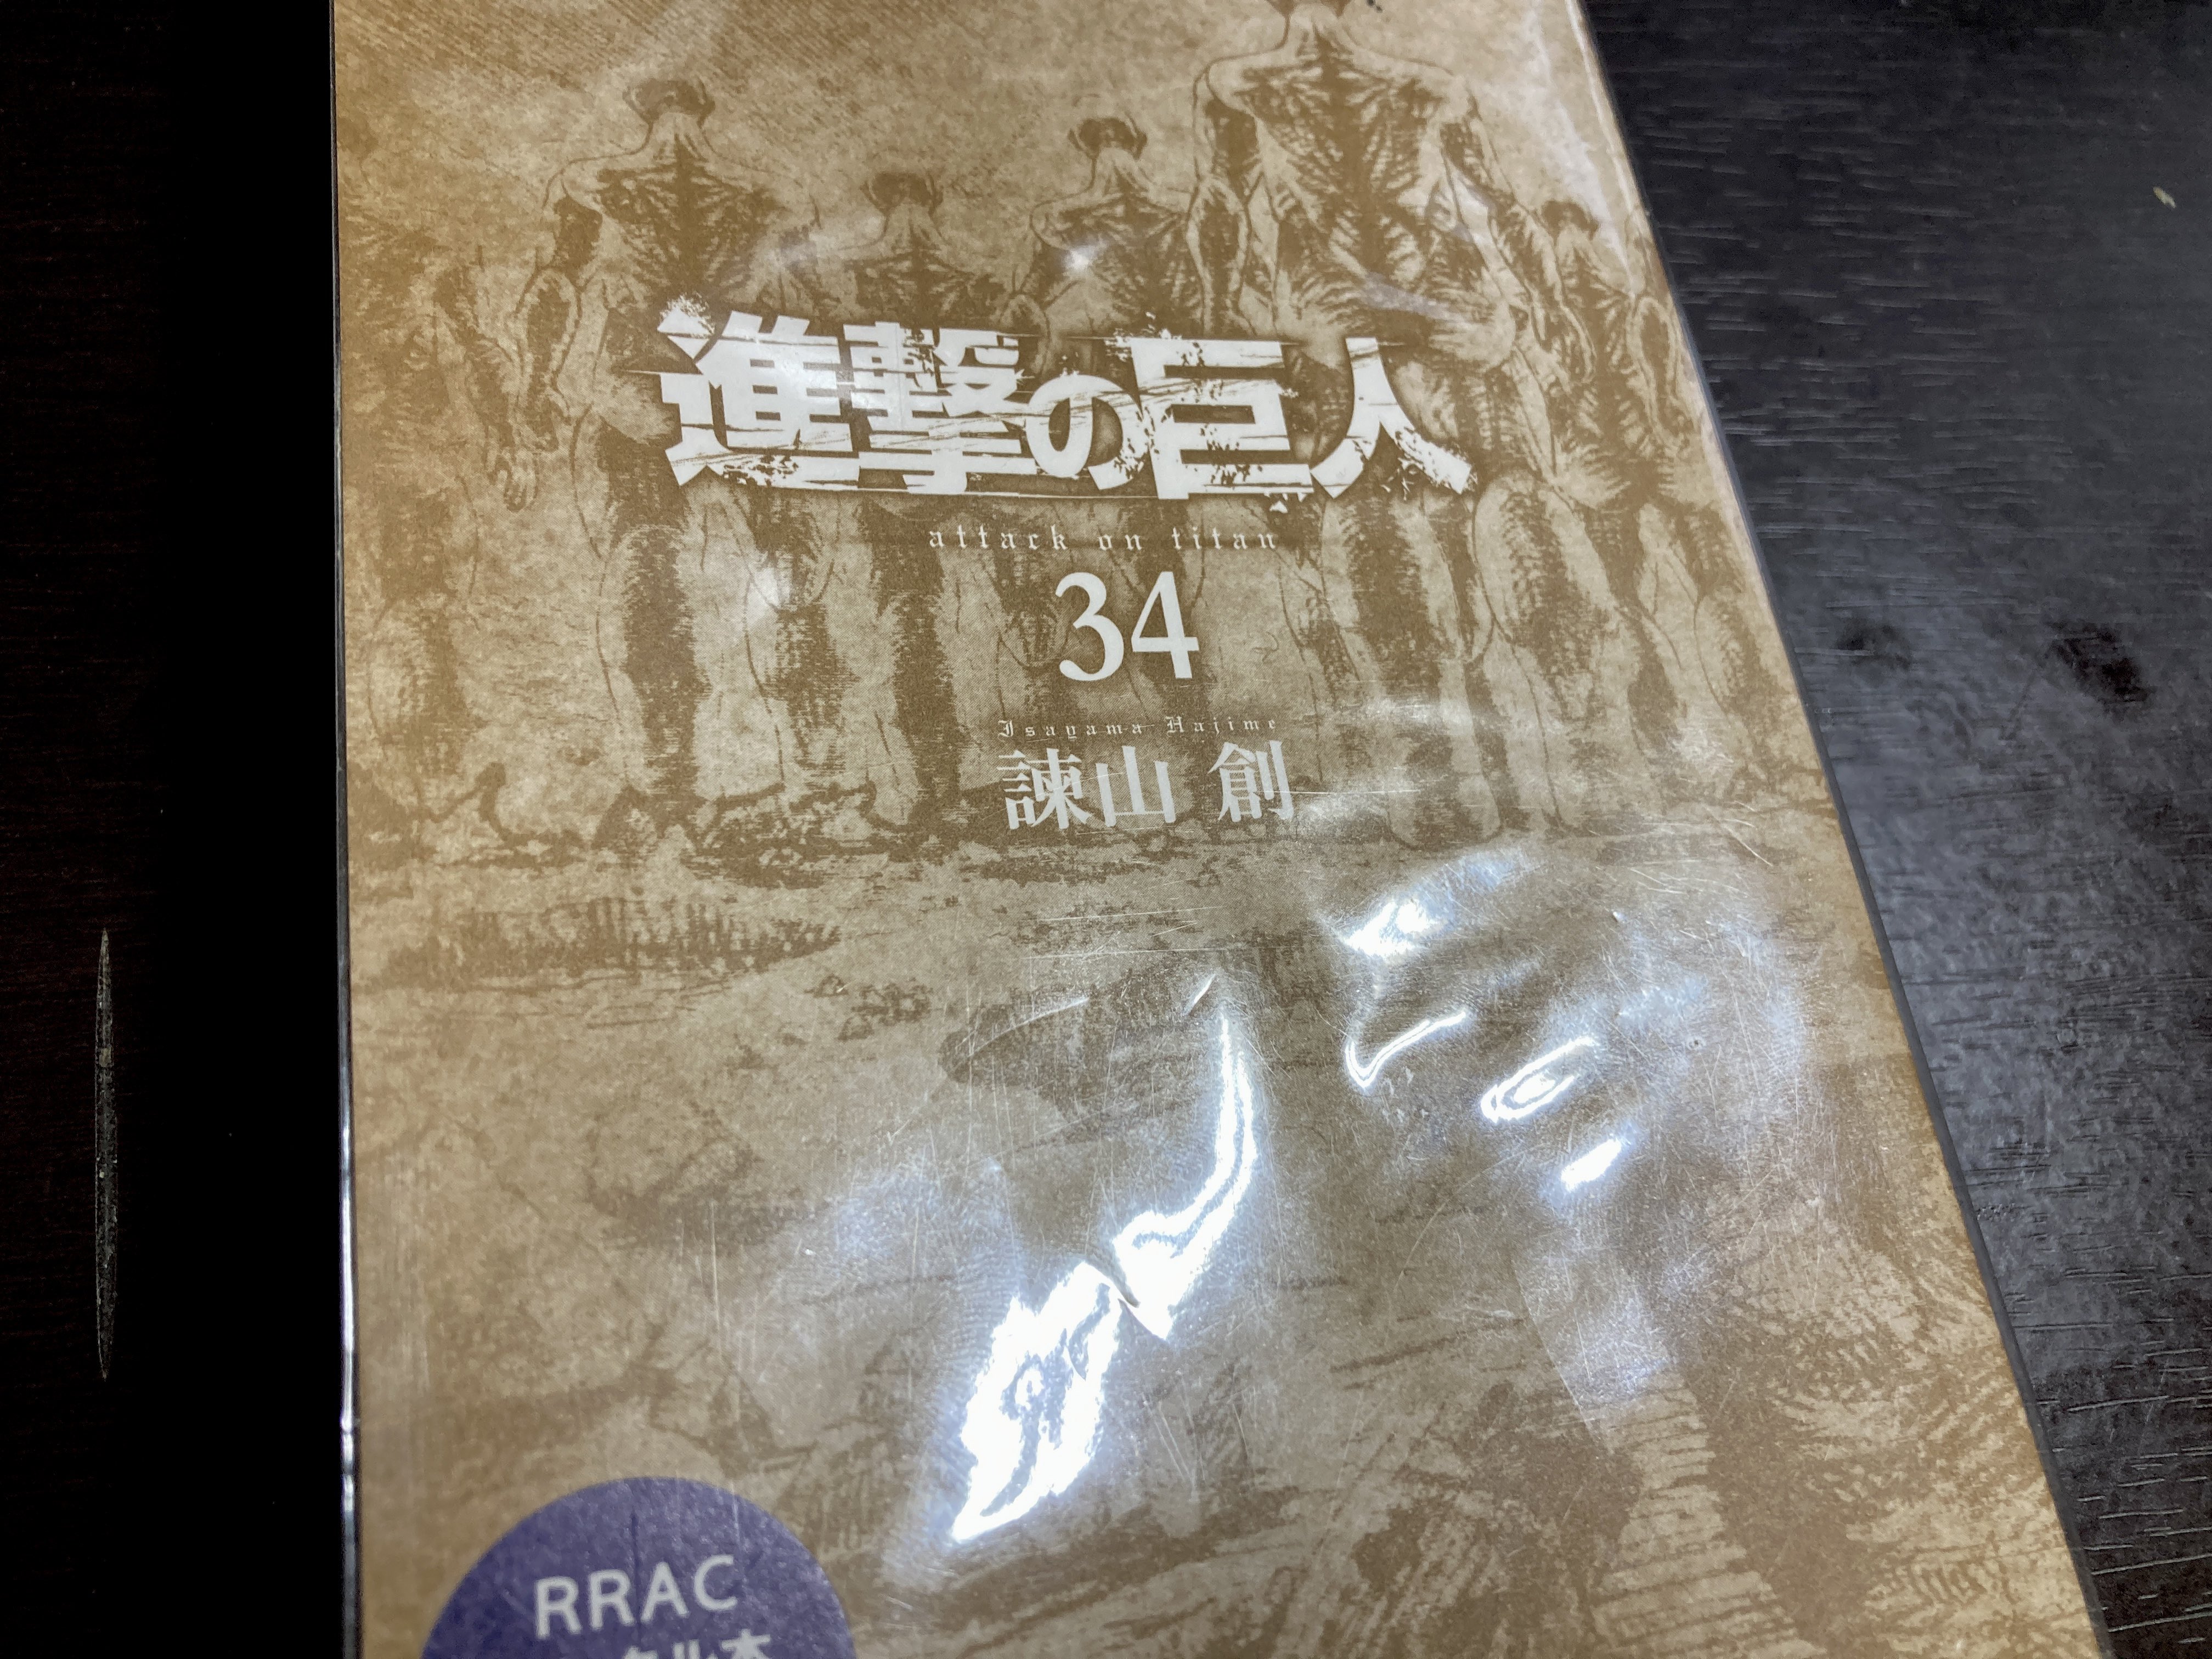 進撃の巨人
attack on titan
34
Isayama Hajime
諫山 創
RRAC